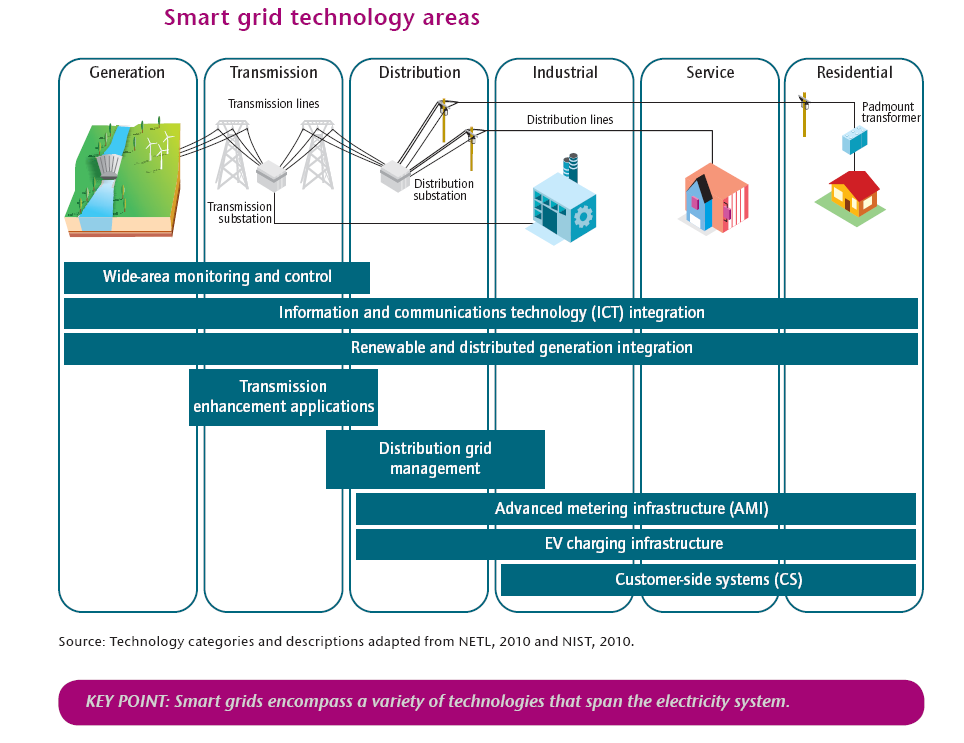 Smart grid technology areas
Generation
Transmission
Distribution
Industrial
Service
Residential
Transmission lines
Padmount
transformer
Distribution lines
Distribution
substation
Transmission
substation
Wide-area monitoring and control
Information and communications technology (ICT) integration
Renewable and distributed generation integration
Transmission
enhancement applications
Distribution grid
management
Advanced metering infrastructure (AMI)
EV charging infrastructure
Customer-side systems (CS)
Source: Technology categories and descriptions adapted from NETL, 2010 and NIST, 2010.
KEY POINT: Smart grids encompass a variety of technologies that span the electricity system.